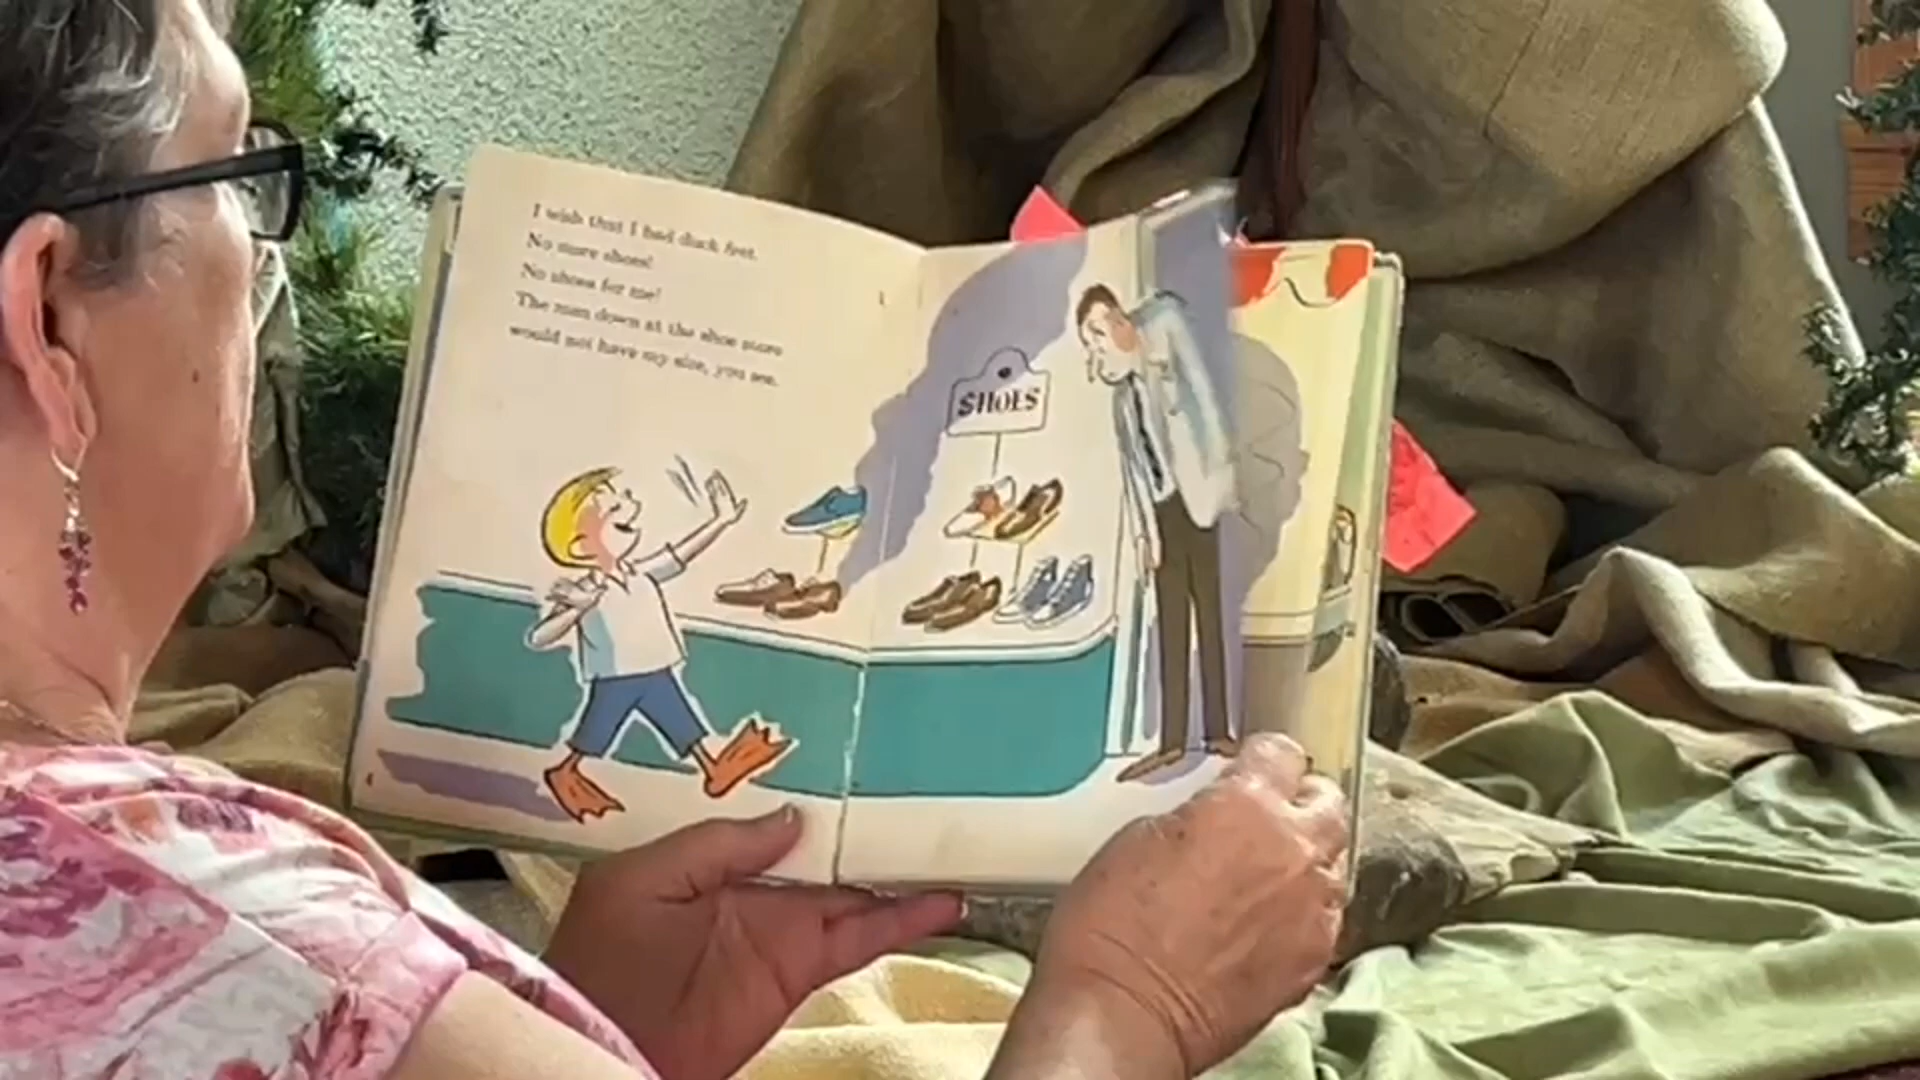 I wish that I had duck feet.
No more shoes!
No shoes for me!
The man down at the shoe store
would not have my size, you see.
SHOES
4